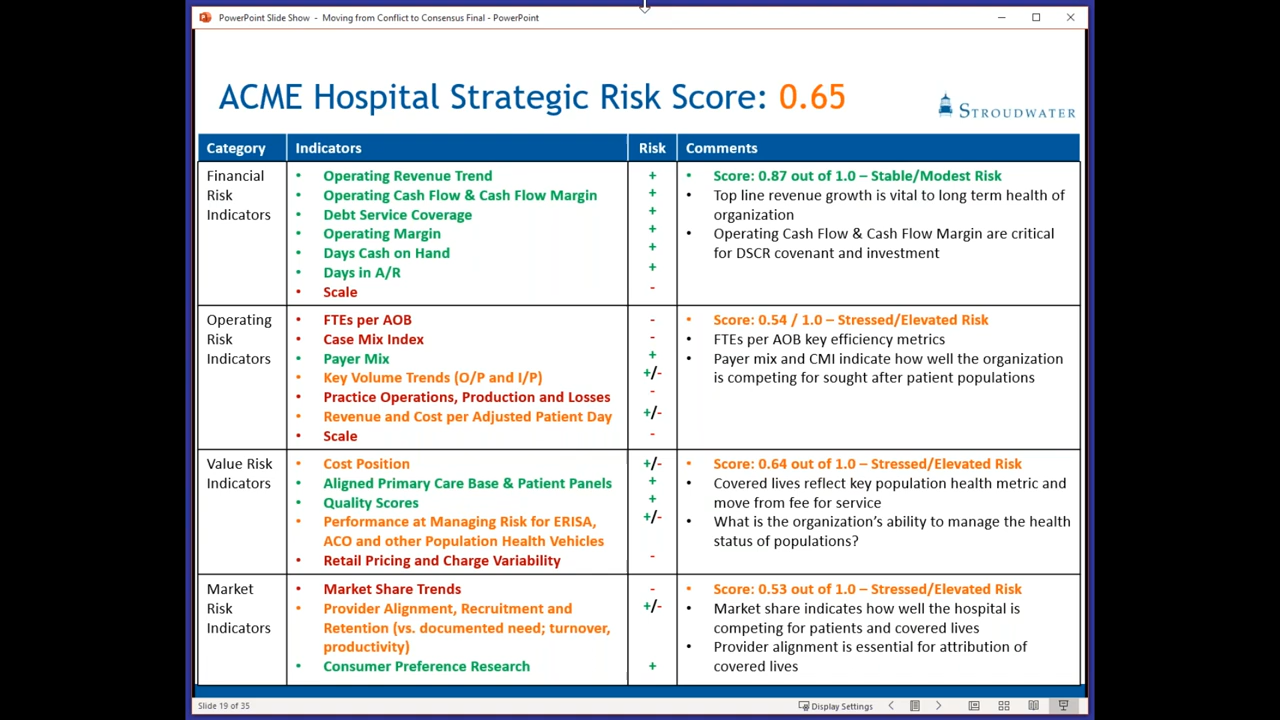 PowerPoint Slide Show - Moving from Conflict to Consensus Final - PowerPoint
ACME Hospital Strategic Risk Score: 0.65
STROUDWATER
Category
Indicators
Risk
Comments
Financial
Risk
Indicators
• Operating Revenue Trend
• Operating Cash Flow & Cash Flow Margin
• Debt Service Coverage
• Operating Margin
• Days Cash on Hand
• Days in A/R
• Scale
+
+
+
+
+
+
-
• Score: 0.87 out of 1.0 – Stable/Modest Risk
• Top line revenue growth is vital to long term health of
organization
• Operating Cash Flow & Cash Flow Margin are critical
for DSCR covenant and investment
Operating
Risk
Indicators
• FTEs per AOB
• Case Mix Index
• Payer Mix
• Key Volume Trends (O/P and I/P)
• Practice Operations, Production and Losses
• Revenue and Cost per Adjusted Patient Day
• Scale
-
-
+
+/-
-
+/-
-
• Score: 0.54 / 1.0 – Stressed/Elevated Risk
• FTEs per AOB key efficiency metrics
• Payer mix and CMI indicate how well the organization
is competing for sought after patient populations
Value Risk
Indicators
• Cost Position
• Aligned Primary Care Base & Patient Panels
• Quality Scores
• Performance at Managing Risk for ERISA,
ACO and other Population Health Vehicles
• Retail Pricing and Charge Variability
+/-
+
+
+/-
-
• Score: 0.64 out of 1.0 – Stressed/Elevated Risk
• Covered lives reflect key population health metric and
move from fee for service
• What is the organization's ability to manage the health
status of populations?
Market
Risk
Indicators
• Market Share Trends
• Provider Alignment, Recruitment and
Retention (vs. documented need; turnover,
productivity)
• Consumer Preference Research
-
+/-
+
• Score: 0.53 out of 1.0 – Stressed/Elevated Risk
• Market share indicates how well the hospital is
competing for patients and covered lives
• Provider alignment is essential for attribution of
covered lives
Slide 19 of 35
Display Settings